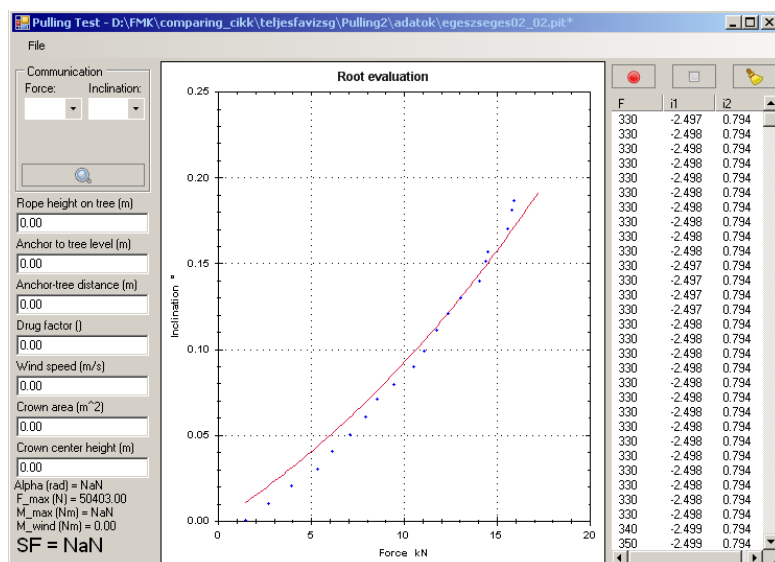 Pulling Test - D:\FMK\comparing_cikk\teljesfavizsg\Pulling2\adatok\egeszseges02_02.pit*
File
Communication
Force: Inclination:
Rope height on tree (m)
0.00
Anchor to tree level (m)
0.00
Anchor-tree distance (m)
0.00
Drug factor ()
0.00
Wind speed (m/s)
0.00
Crown area (m^2)
0.00
Crown center height (m)
0.00
Alpha (rad) = NaN
F_max (N) = 50403.00
M_max (Nm) = NaN
M_wind (Nm) = 0.00
SF = NaN
Root evaluation
0.25
0.20
0.15
0.10
0.05
0.00
Inclination °
0 5 10 15 20
Force kN
F i1 i2
330 -2.497 0.794
330 -2.498 0.794
330 -2.498 0.794
330 -2.498 0.794
330 -2.498 0.794
330 -2.498 0.794
330 -2.498 0.794
330 -2.498 0.794
330 -2.498 0.794
330 -2.498 0.794
330 -2.497 0.794
330 -2.497 0.794
330 -2.497 0.794
330 -2.497 0.794
330 -2.498 0.794
330 -2.498 0.794
330 -2.498 0.794
330 -2.498 0.794
330 -2.498 0.794
330 -2.498 0.794
330 -2.498 0.794
330 -2.498 0.794
330 -2.498 0.794
330 -2.498 0.794
330 -2.498 0.794
330 -2.498 0.794
330 -2.498 0.794
330 -2.498 0.794
340 -2.499 0.794
350 -2.499 0.794